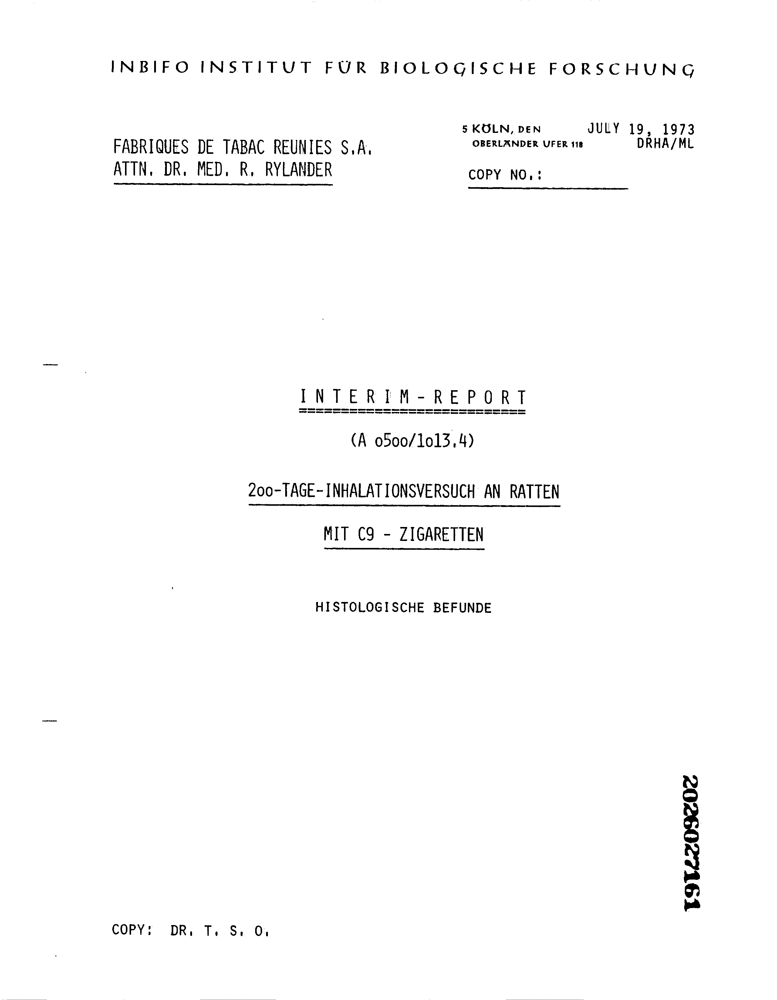 INBIFO INSTITUT FÜR BIOLOGISCHE FORSCHUNG
5 KÖLN, DEN JULY 19, 1973
OBERLÄNDER UFER 118 DRHA/ML
FABRIQUES DE TABAC REUNIES S.A.
ATTN. DR. MED. R. RYLANDER
COPY NO.:
INTERIM-REPORT
===========================
(A o5oo/1o13.4)
2oo-TAGE-INHALATIONSVERSUCH AN RATTEN
MIT C9 - ZIGARETTEN
HISTOLOGISCHE BEFUNDE
2026027161
COPY: DR. T. S. O.